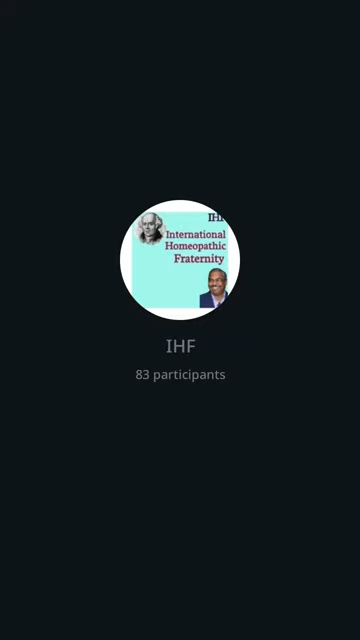 IHF
International
Homeopathic
Fraternity
IHF
83 participants